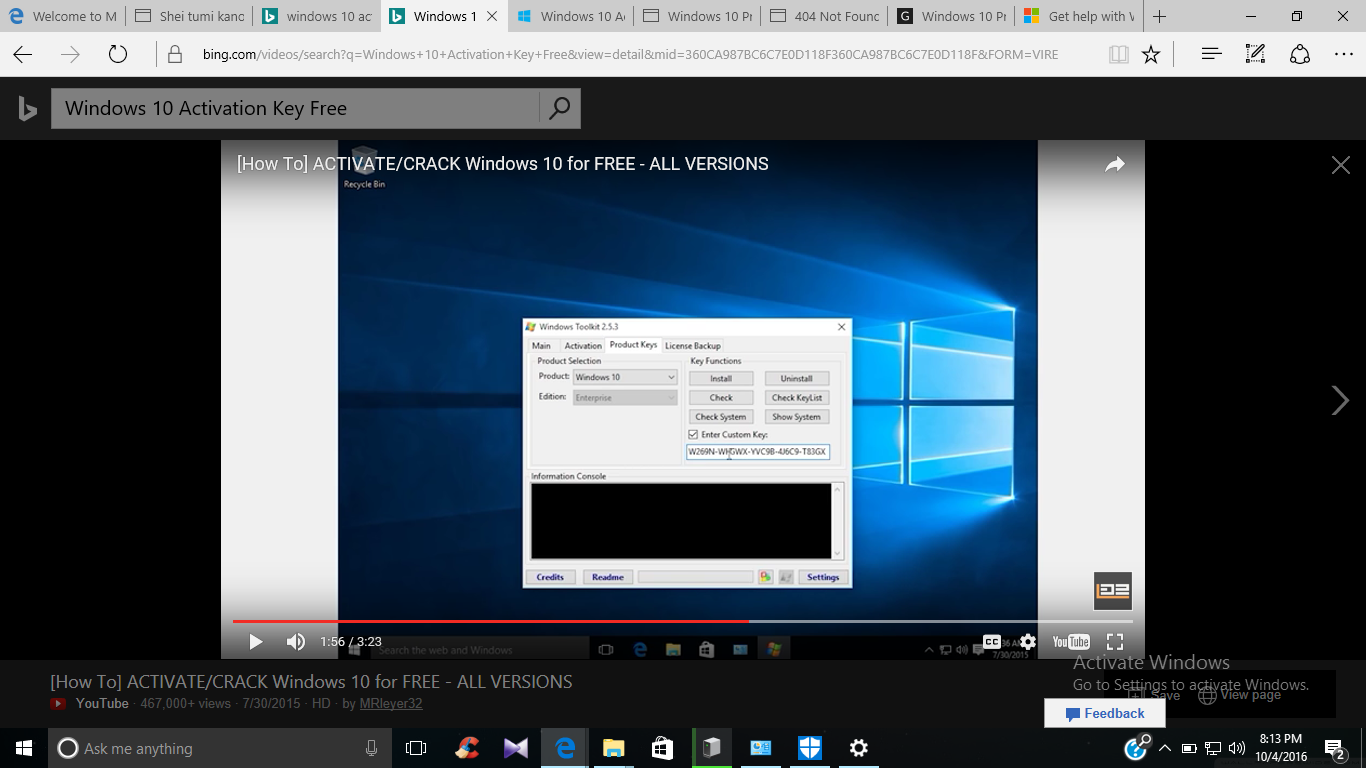 Welcome to M
Shei tumi kano
windows 10 ac
Windows 1
Windows 10 A
Windows 10 Pr
404 Not Found
Windows 10 Pr
Get help with
bing.com/videos/search?q=Windows+10+Activation+Key+Free&view=detail&mid=360CA987BC6C7E0D118F360CA987BC6C7E0D118F&FORM=VIRE
Windows 10 Activation Key Free
[How To] ACTIVATE/CRACK Windows 10 for FREE - ALL VERSIONS
Recycle Bin
Windows Toolkit 2.5.3
Main Activation Product Keys License Backup
Product Selection Key Functions
Product: Windows 10 Install Uninstall
Edition: Enterprise Check Check KeyList
Check System Show System
Enter Custom Key:
W269N-WFGWX-YVC9B-4J6C9-T83GX
Information Console
Credits Readme Settings
1:56 / 3:23 CC YouTube
Search the web and Windows
7/30/2015
Activate Windows
Go to Settings to activate Windows.
[How To] ACTIVATE/CRACK Windows 10 for FREE - ALL VERSIONS
YouTube · 467,000+ views · 7/30/2015 · HD · by MRleyer32
Save View page
Feedback
Ask me anything
8:13 PM
10/4/2016
2